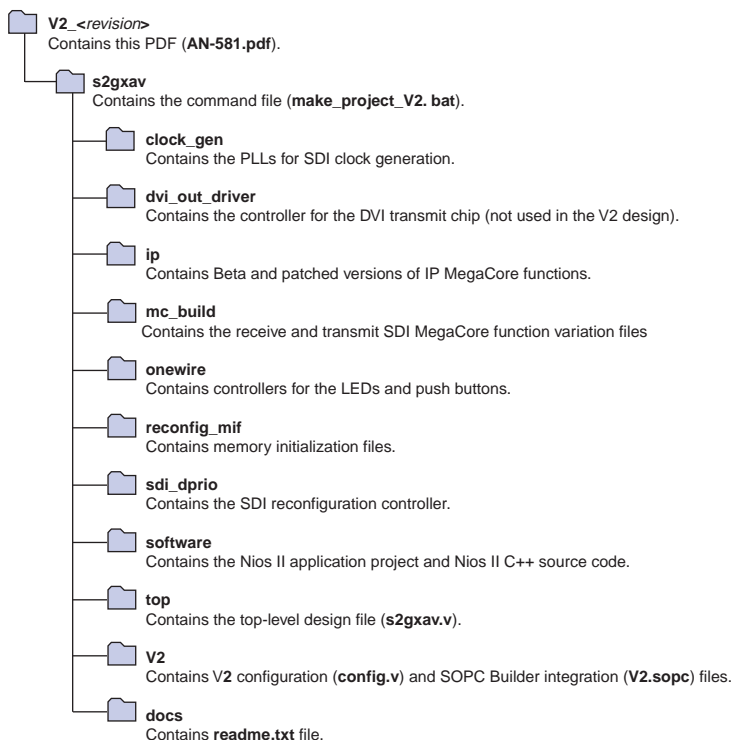 V2_<revision>
Contains this PDF (AN-581.pdf).
s2gxav
Contains the command file (make_project_V2. bat).
clock_gen
Contains the PLLs for SDI clock generation.
dvi_out_driver
Contains the controller for the DVI transmit chip (not used in the V2 design).
ip
Contains Beta and patched versions of IP MegaCore functions.
mc_build
Contains the receive and transmit SDI MegaCore function variation files
onewire
Contains controllers for the LEDs and push buttons.
reconfig_mif
Contains memory initialization files.
sdi_dprio
Contains the SDI reconfiguration controller.
software
Contains the Nios II application project and Nios II C++ source code.
top
Contains the top-level design file (s2gxav.v).
V2
Contains V2 configuration (config.v) and SOPC Builder integration (V2.sopc) files.
docs
Contains readme.txt file.